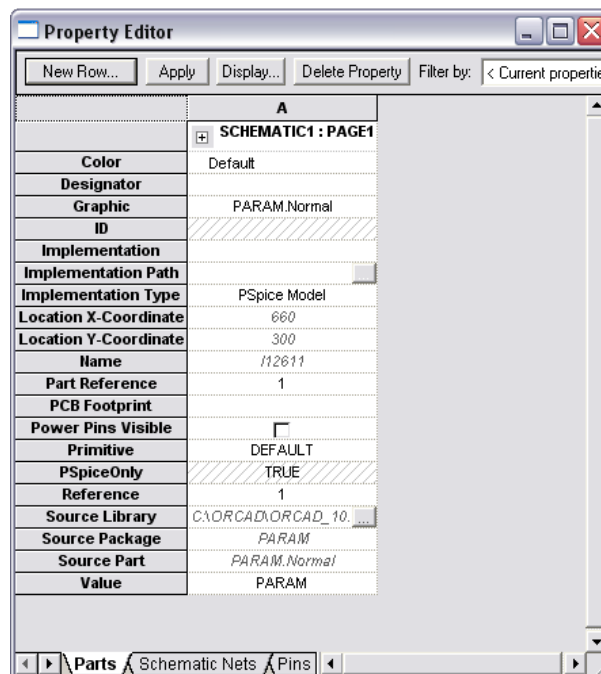 Property Editor
New Row... Apply Display... Delete Property Filter by: < Current propertie
A
SCHEMATIC1 : PAGE1
Color Default
Designator
Graphic PARAM.Normal
ID
Implementation
Implementation Path ...
Implementation Type PSpice Model
Location X-Coordinate 660
Location Y-Coordinate 300
Name I12611
Part Reference 1
PCB Footprint
Power Pins Visible
Primitive DEFAULT
PSpiceOnly TRUE
Reference 1
Source Library C:\ORCAD\ORCAD_10. ...
Source Package PARAM
Source Part PARAM.Normal
Value PARAM
Parts Schematic Nets Pins